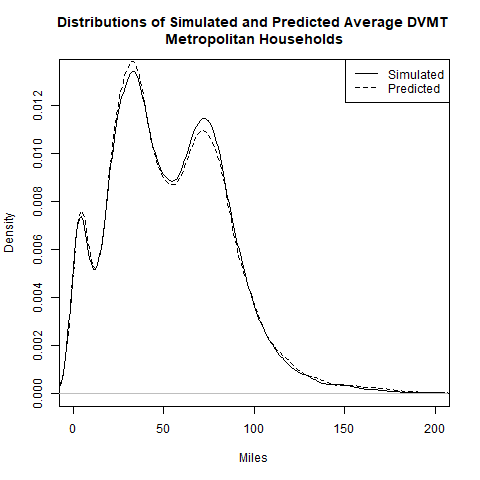 Distributions of Simulated and Predicted Average DVMT
Metropolitan Households
Simulated
Predicted
Density
0.012
0.010
0.008
0.006
0.004
0.002
0.000
0 50 100 150 200
Miles